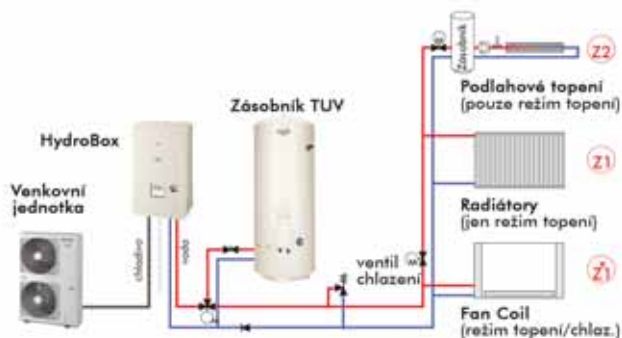 Zásobník
Z2
Podlahové topení
(pouze režim topení)
Zásobník TUV
HydroBox
Z1
Venkovní
jednotka
chladivo
voda
Radiátory
(jen režim topení)
ventil
chlazení
Z*1
Fan Coil
(režim topení/chlaz.)